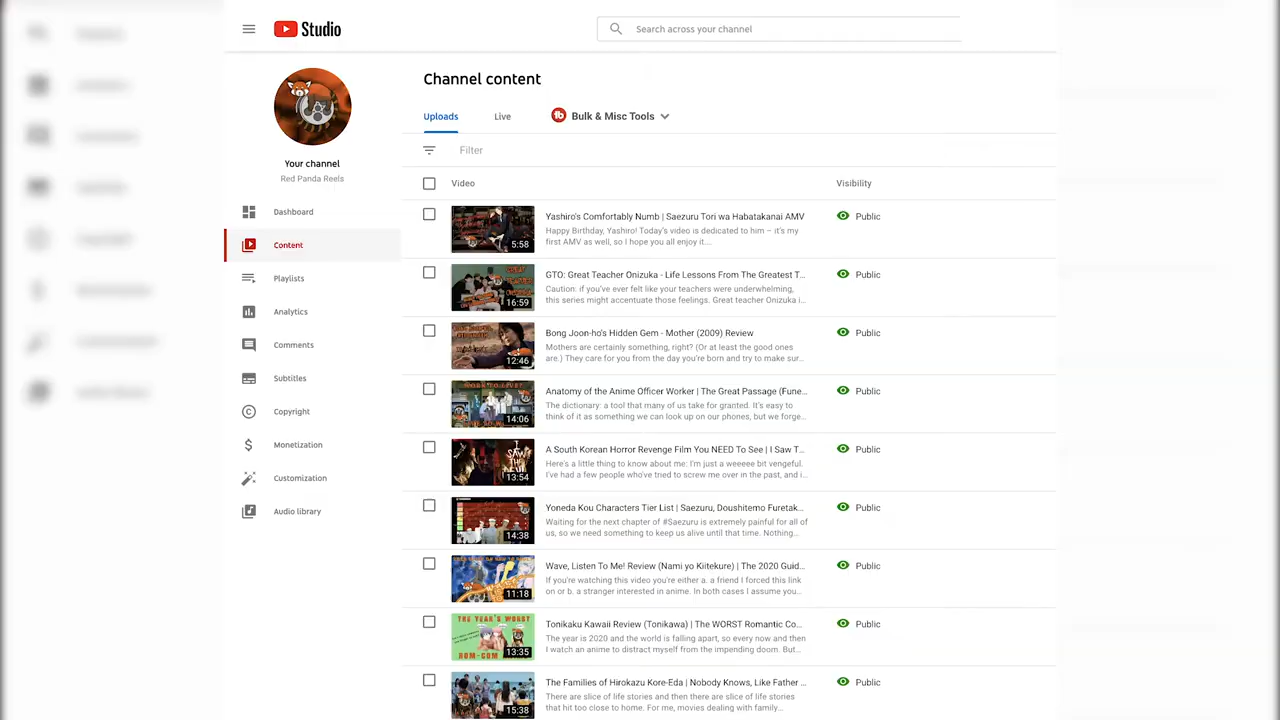 Studio
Search across your channel
Channel content
Uploads
Live
Bulk & Misc Tools
Filter
Your channel
Red Panda Reels
Dashboard
Content
Playlists
Analytics
Comments
Subtitles
Copyright
Monetization
Customization
Audio library
Video
Visibility
5:58
Yashiro's Comfortably Numb | Saezuru Tori wa Habatakanai AMV
Happy Birthday, Yashiro! Today's video is dedicated to him – it's my
first AMV as well, so I hope you all enjoy it....
Public
16:59
GTO: Great Teacher Onizuka - Life Lessons From The Greatest T...
Caution: if you've ever felt like your teachers were underwhelming,
this series might accentuate those feelings. Great teacher Onizuka i...
Public
12:46
Bong Joon-ho's Hidden Gem - Mother (2009) Review
Mothers are certainly something, right? (Or at least the good ones
are.) They care for you from the day you're born and try to make sur...
Public
14:06
Anatomy of the Anime Officer Worker | The Great Passage (Fune...
The dictionary: a tool that many of us take for granted. It's easy to
think of it as something we can look up on our phones, but we forge...
Public
I SAW THE DEVIL
13:54
A South Korean Horror Revenge Film You NEED To See | I Saw T...
Here's a little thing to know about me: I'm just a weeeee bit vengeful.
I've had a few people who've tried to screw me over in the past, and i...
Public
14:38
Yoneda Kou Characters Tier List | Saezuru, Doushitemo Furetak...
Waiting for the next chapter of #Saezuru is extremely painful for all of
us, so we need something to keep us alive until that time. Nothing...
Public
11:18
Wave, Listen To Me! Review (Nami yo Kiitekure) | The 2020 Guid...
If you're watching this video you're either a. a friend I forced this link
on or b. a stranger interested in anime. In both cases I assume you...
Public
THE YEAR'S WORST
ROM-COM
13:35
Tonikaku Kawaii Review (Tonikawa) | The WORST Romantic Co...
The year is 2020 and the world is falling apart, so every now and then
I watch an anime to distract myself from the impending doom. But...
Public
15:38
The Families of Hirokazu Kore-Eda | Nobody Knows, Like Father ...
There are slice of life stories and then there are slice of life stories
that hit too close to home. For me, movies dealing with family...
Public